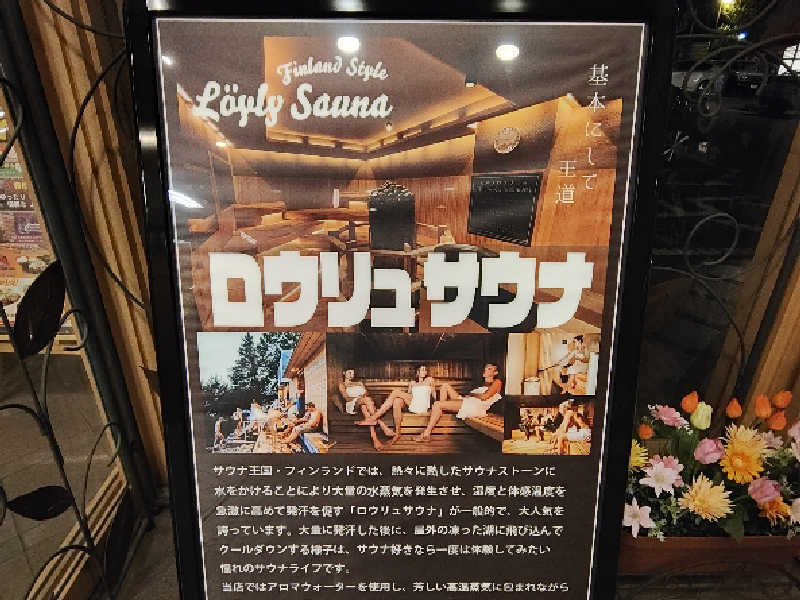 Finland Style
Löyly Sauna
基本にして
王道
ロウリュサウナ
サウナ王国・フィンランドでは、熱々に熱したサウナストーンに
水をかけることにより大量の水蒸気を発生させ、湿度と体感温度を
急激に高めて発汗を促す「ロウリュサウナ」が一般的で、大人気を
誇っています。大量に発汗した後に、屋外の凍った湖に飛び込んで
クールダウンする様子は、サウナ好きなら一度は体験してみたい
憧れのサウナライフです。
当店ではアロマウォーターを使用し、芳しい高温蒸気に包まれながら